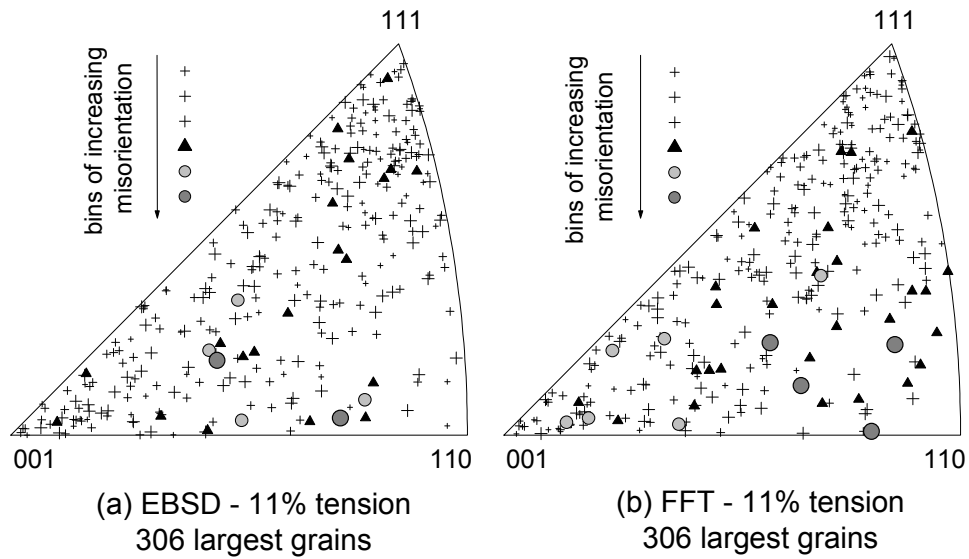 111
bins of increasing
misorientation
001
110
(a) EBSD - 11% tension
306 largest grains
111
bins of increasing
misorientation
001
110
(b) FFT - 11% tension
306 largest grains